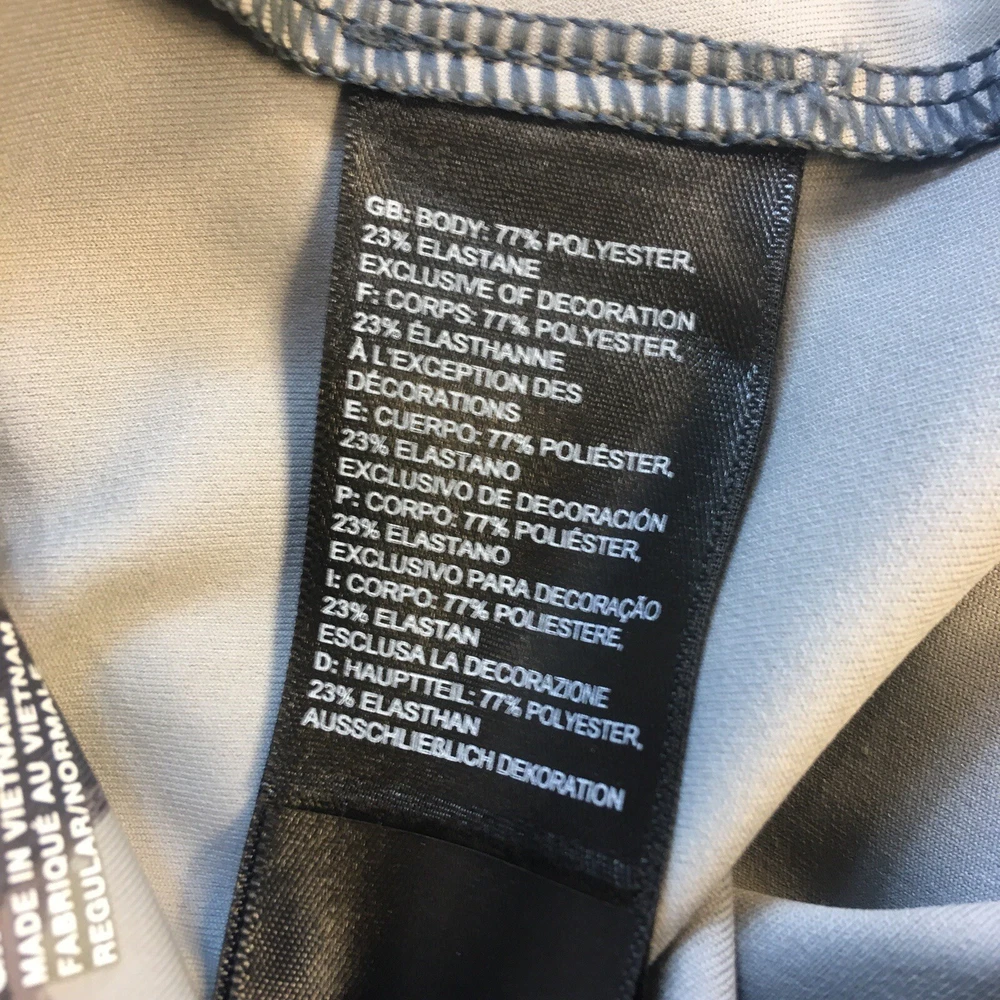 GB: BODY: 77% POLYESTER,
23% ELASTANE
EXCLUSIVE OF DECORATION
F: CORPS: 77% POLYESTER,
23% ÉLASTHANNE
À L'EXCEPTION DES
DÉCORATIONS
E: CUERPO: 77% POLIÉSTER,
23% ELASTANO
EXCLUSIVO DE DECORACIÓN
P: CORPO: 77% POLIÉSTER,
23% ELASTANO
EXCLUSIVO PARA DECORAÇÃO
I: CORPO: 77% POLIESTERE,
23% ELASTAN
ESCLUSA LA DECORAZIONE
D: HAUPTTEIL: 77% POLYESTER,
23% ELASTHAN
AUSSCHLIEßLICH DEKORATION
MADE IN VIETNAM
FABRIQUÉ AU VIETNAM
REGULAR/NORMALE